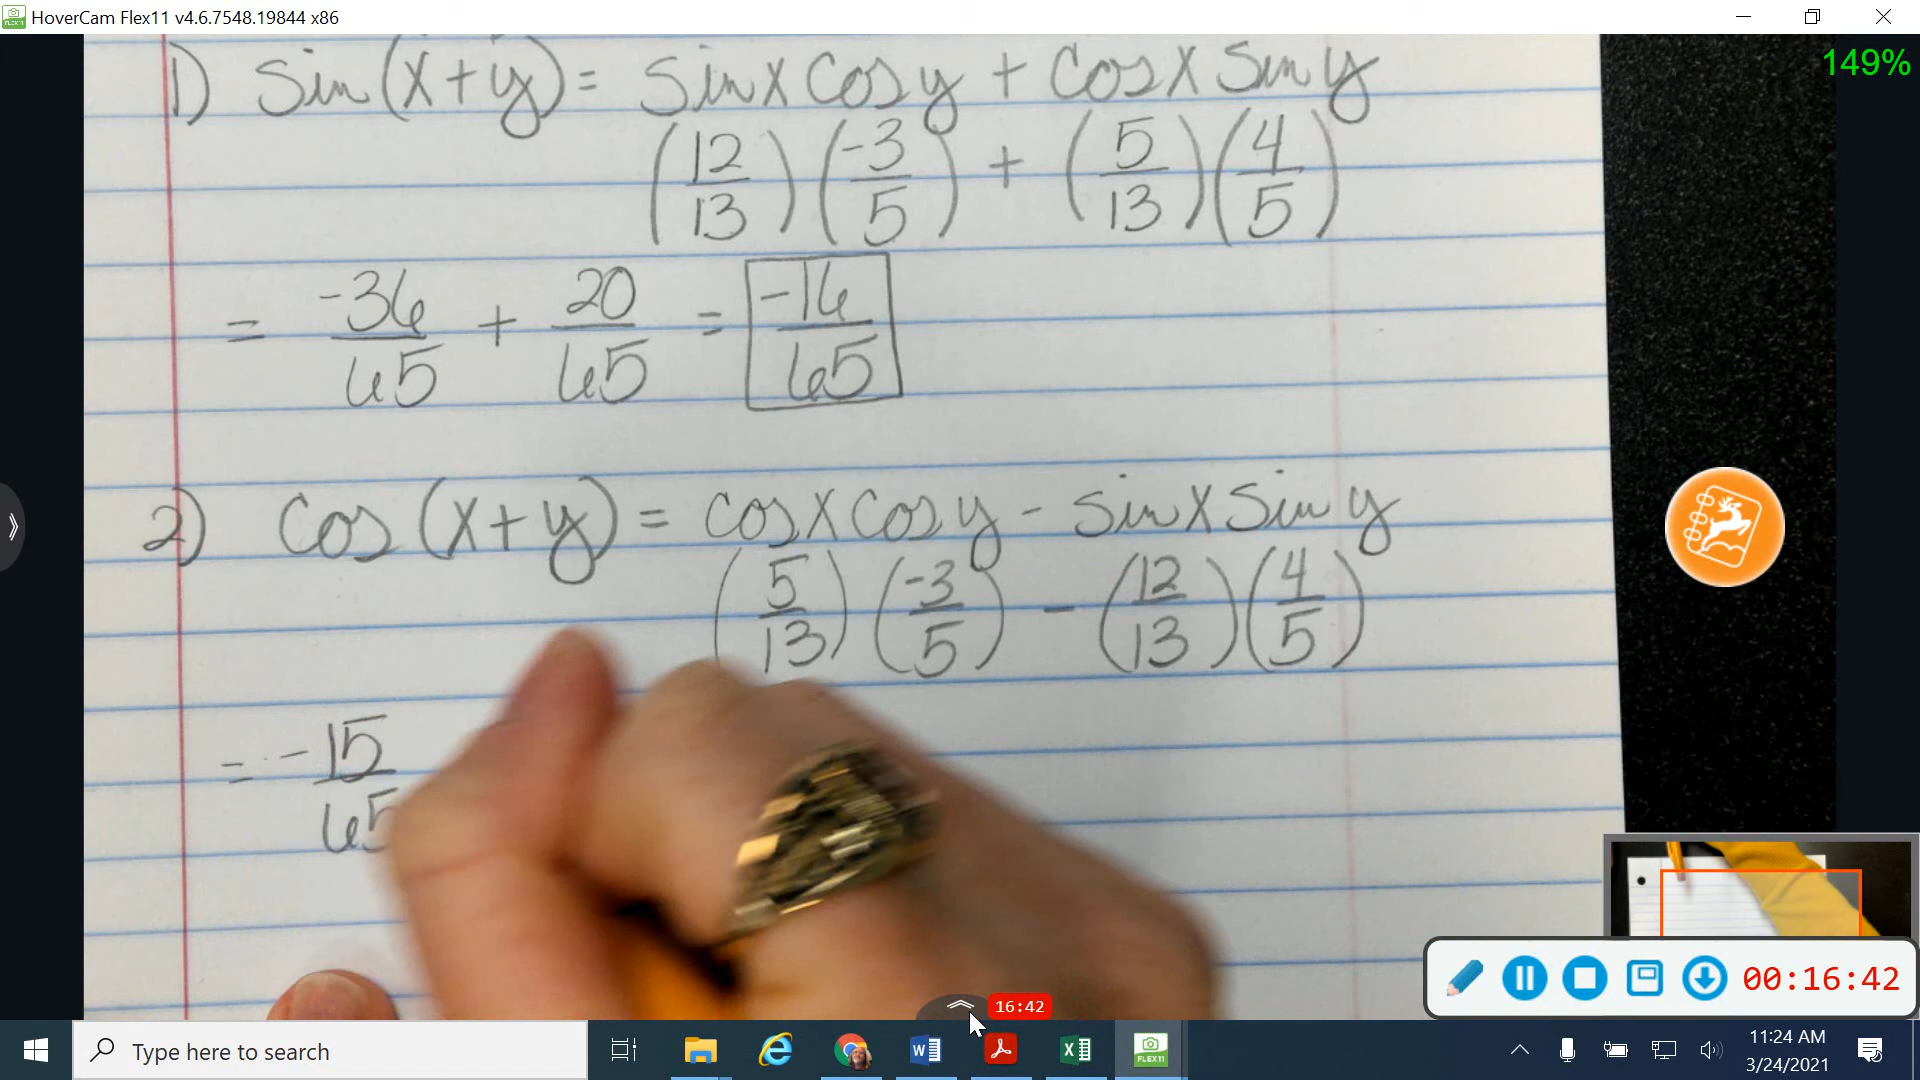 HoverCam Flex11 v4.6.7548.19844 x86
149%
1) sin(x+y) = sinx cosy + cosx siny
(12/13)(-3/5) + (5/13)(4/5)
= -36/65 + 20/65 = -16/65
2) cos(x+y) = cosx cosy - sinx siny
(5/13)(-3/5) - (12/13)(4/5)
= -15/65
00:16:42
16:42
Type here to search
FLEX11
11:24 AM
3/24/2021